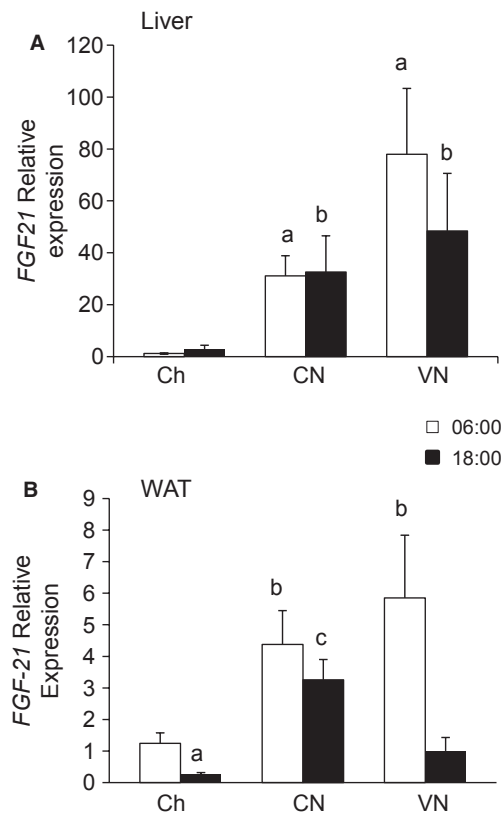 A Liver
120
100
80
60
40
20
0
FGF21 Relative
expression
a
b
a
b
Ch CN VN
06:00
18:00
B WAT
9
8
7
6
5
4
3
2
1
0
FGF-21 Relative
Expression
a
b
c
b
Ch CN VN